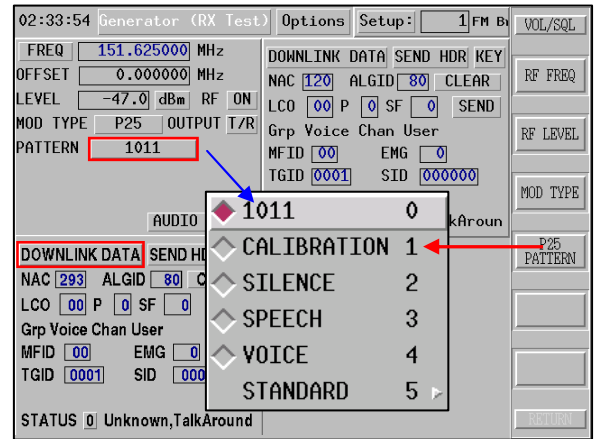 02:33:54 Generator (RX Test) Options Setup: 1 FM
FREQ 151.625000 MHz
OFFSET 0.000000 MHz
LEVEL -47.0 dBm RF ON
MOD TYPE P25 OUTPUT T/R
PATTERN 1011
AUDIO
DOWNLINK DATA SEND HDR KEY
NAC 120 ALGID 80 CLEAR
LCO 00 P 0 SF 0 SEND
Grp Voice Chan User
MFID 00 EMG 0
TGID 0001 SID 000000
kAroun
1011 0
CALIBRATION 1
SILENCE 2
SPEECH 3
VOICE 4
STANDARD 5
DOWNLINK DATA SEND HD
NAC 293 ALGID 80 C
LCO 00 P 0 SF 0
Grp Voice Chan User
MFID 00 EMG 0
TGID 0001 SID 000
STATUS 0 Unknown,TalkAround
VOL/SQL
RF FREQ
RF LEVEL
MOD TYPE
P25
PATTERN
RETURN